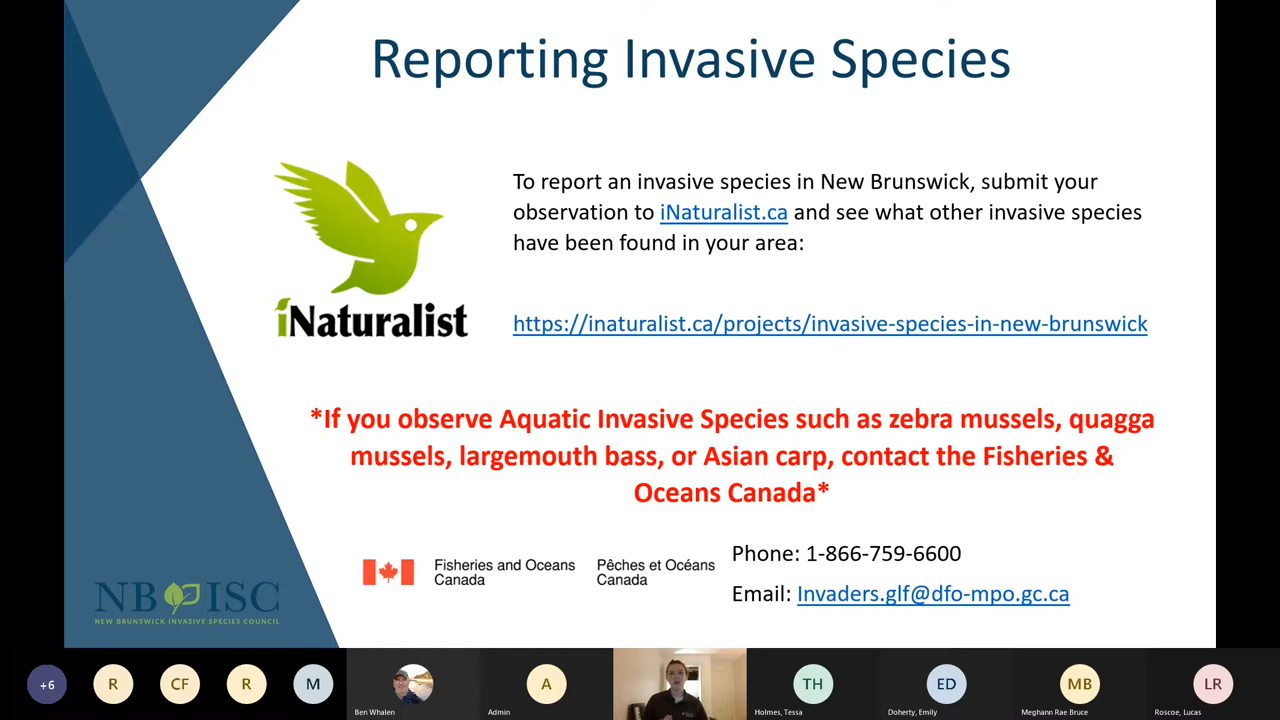 Reporting Invasive Species
iNaturalist
To report an invasive species in New Brunswick, submit your
observation to iNaturalist.ca and see what other invasive species
have been found in your area:
https://inaturalist.ca/projects/invasive-species-in-new-brunswick
*If you observe Aquatic Invasive Species such as zebra mussels, quagga
mussels, largemouth bass, or Asian carp, contact the Fisheries &
Oceans Canada*
Fisheries and Oceans
Canada
Pêches et Océans
Canada
Phone: 1-866-759-6600
Email: Invaders.glf@dfo-mpo.gc.ca
NB ISC
NEW BRUNSWICK INVASIVE SPECIES COUNCIL
+6
R
CF
R
M
Ben Whalen
A
Admin
TH
Holmes, Tessa
ED
Doherty, Emily
MB
Meghann Rae Bruce
LR
Roscoe, Lucas